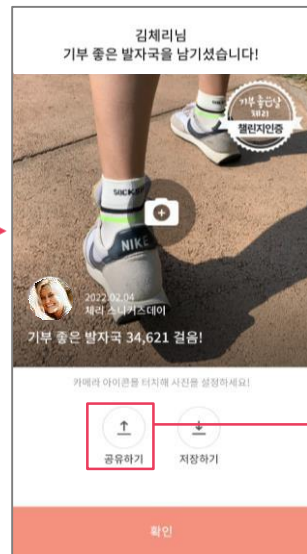 김체리님
기부 좋은 발자국을 남기셨습니다!
기부 좋은날
2021
챌린지인증
SOCKS
NIKE
2022.02.04
체리 스니커즈데이
기부 좋은 발자국 34,621 걸음!
카메라 아이콘을 터치해 사진을 설정하세요!
공유하기
저장하기
확인